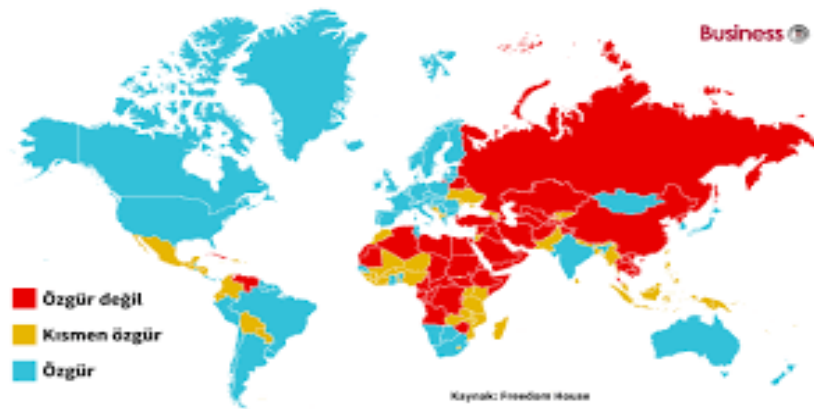 Business
Özgür değil
Kısmen özgür
Özgür
Kaynak: Freedom House